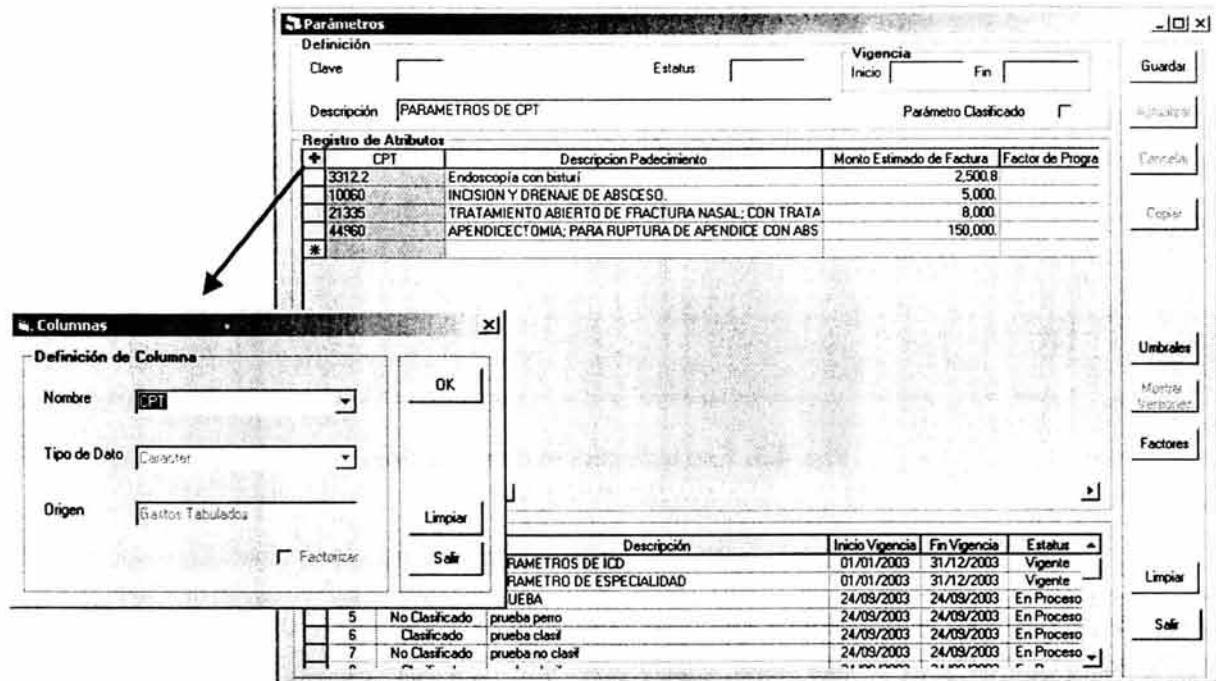 Parámetros
Definición
Clave
Estatus
Vigencia
Inicio
Fin
Guardar
Descripción PARAMETROS DE CPT
Parámetro Clasificado
Actualizar
Registro de Atributos
CPT Descripcion Padecimiento Monto Estimado de Factura Factor de Progra
Cancelar
3312.2 Endoscopía con bisturí 2,500.8
10060 INCISION Y DRENAJE DE ABSCESO. 5,000.
21335 TRATAMIENTO ABIERTO DE FRACTURA NASAL; CON TRATA 8,000.
44960 APENDICECTOMIA; PARA RUPTURA DE APENDICE CON ABS 150,000.
Copiar
Columnas
Definición de Columna
Nombre CPT
OK
Tipo de Dato Caracter
Origen Gastos Tabulados
Limpiar
Factorizar
Salir
Umbrales
Mostrar Versiones
Factores
Descripción Inicio Vigencia Fin Vigencia Estatus
RAMETROS DE ICD 01/01/2003 31/12/2003 Vigente
RAMETRO DE ESPECIALIDAD 01/01/2003 31/12/2003 Vigente
UEBA 24/09/2003 24/09/2003 En Proceso
5 No Clasificado prueba perro 24/09/2003 24/09/2003 En Proceso
6 Clasificado prueba clasif 24/09/2003 24/09/2003 En Proceso
7 No Clasificado prueba no clasif 24/09/2003 24/09/2003 En Proceso
Limpiar
Salir